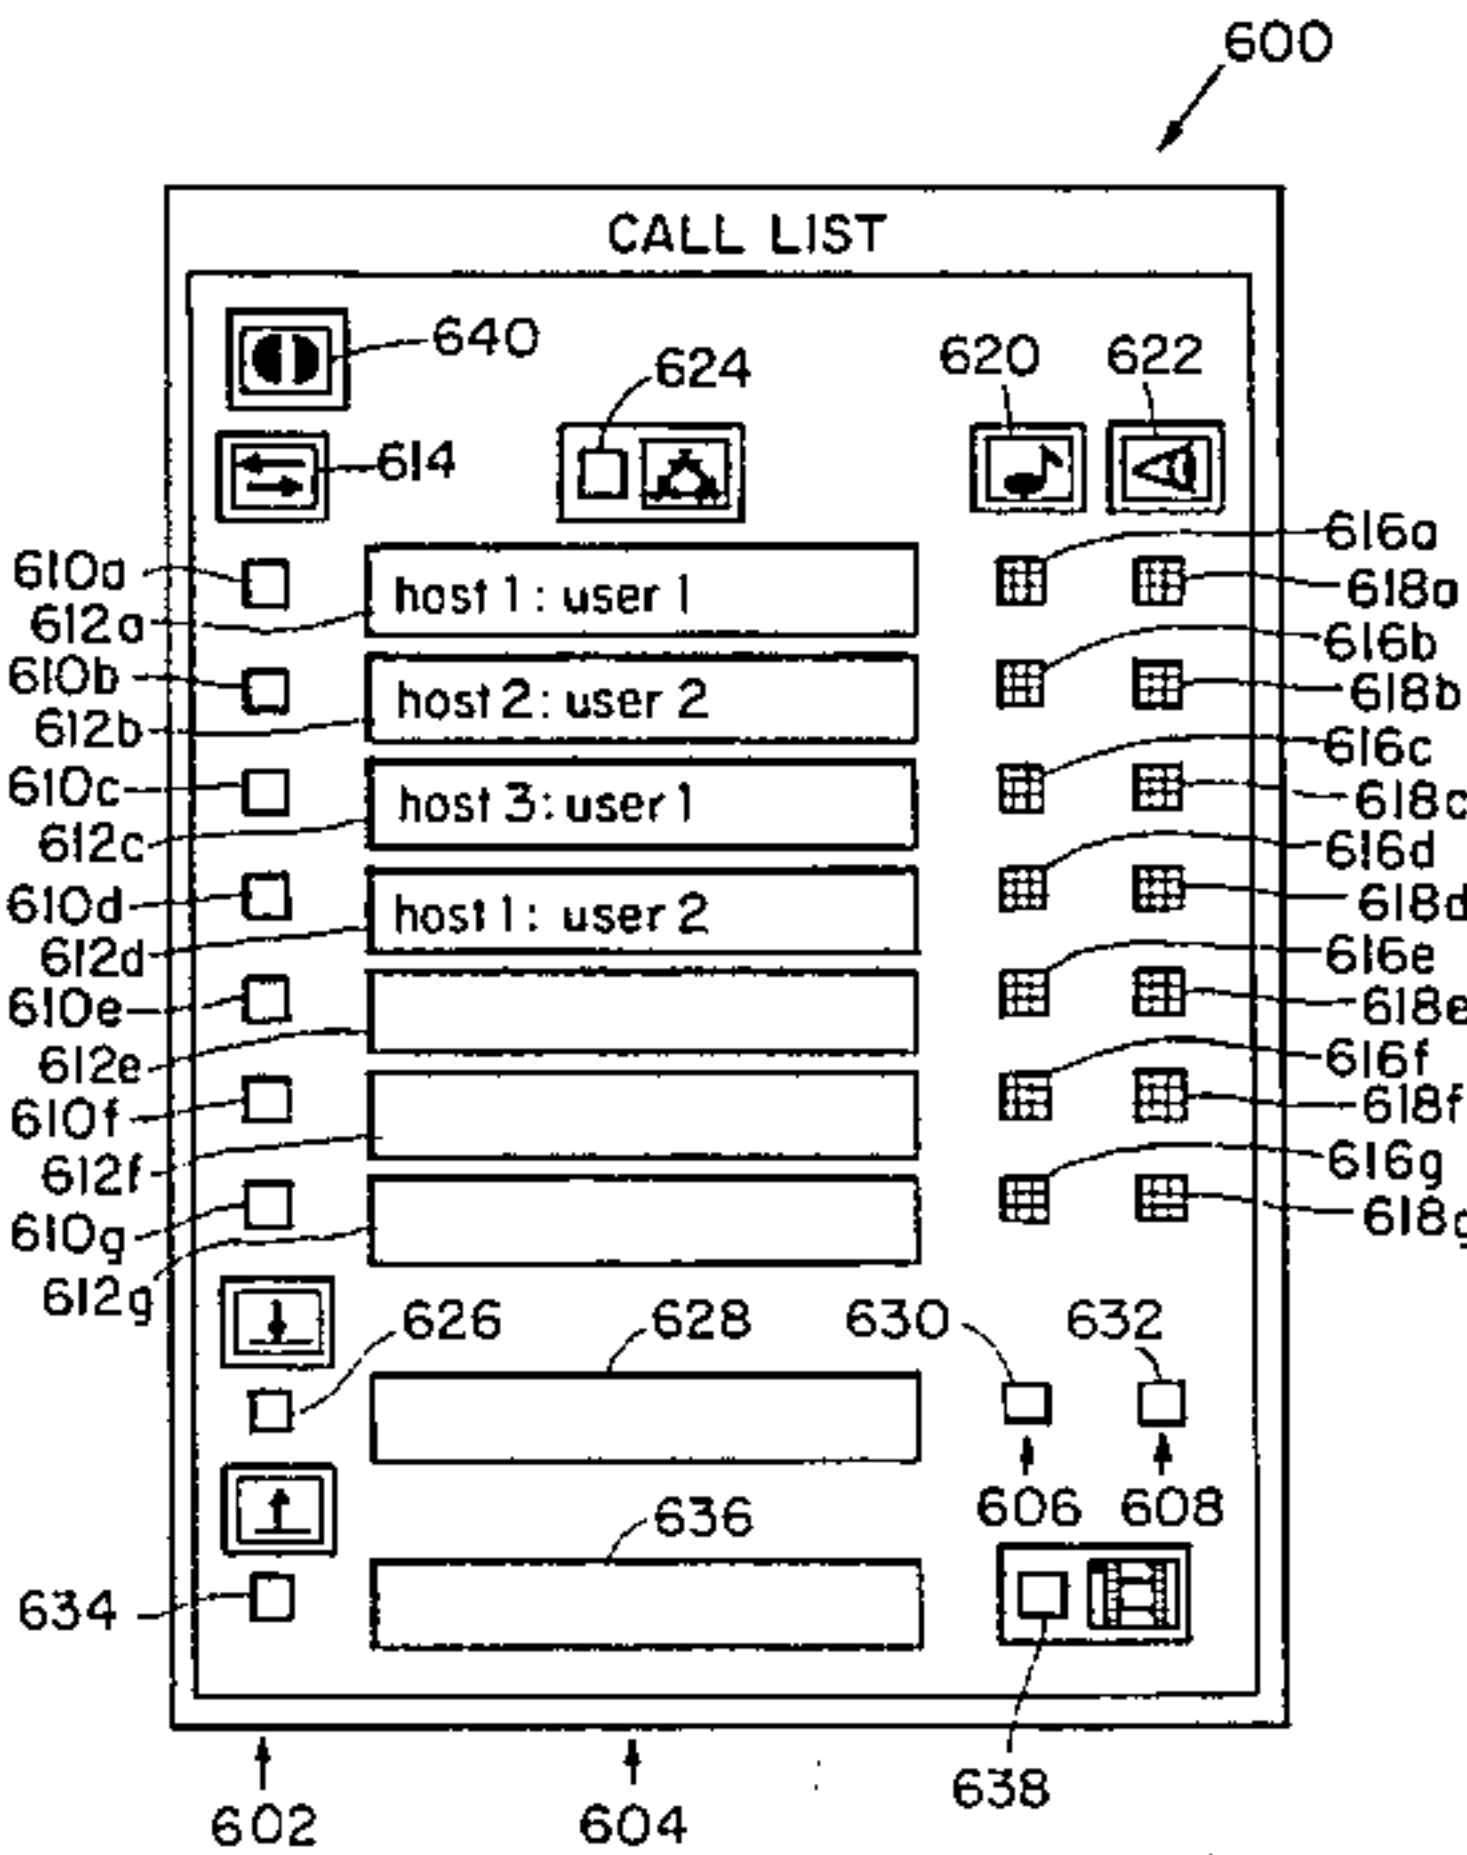 600
CALL LIST
640
624
620
622
614
616a
610a
host 1: user 1
618a
612a
616b
610b
host 2: user 2
618b
612b
616c
610c
host 3: user 1
618c
612c
616d
610d
host 1: user 2
618d
612d
616e
610e
618e
612e
616f
610f
618f
612f
616g
610g
618g
612g
626
628
630
632
606
608
636
634
638
602
604